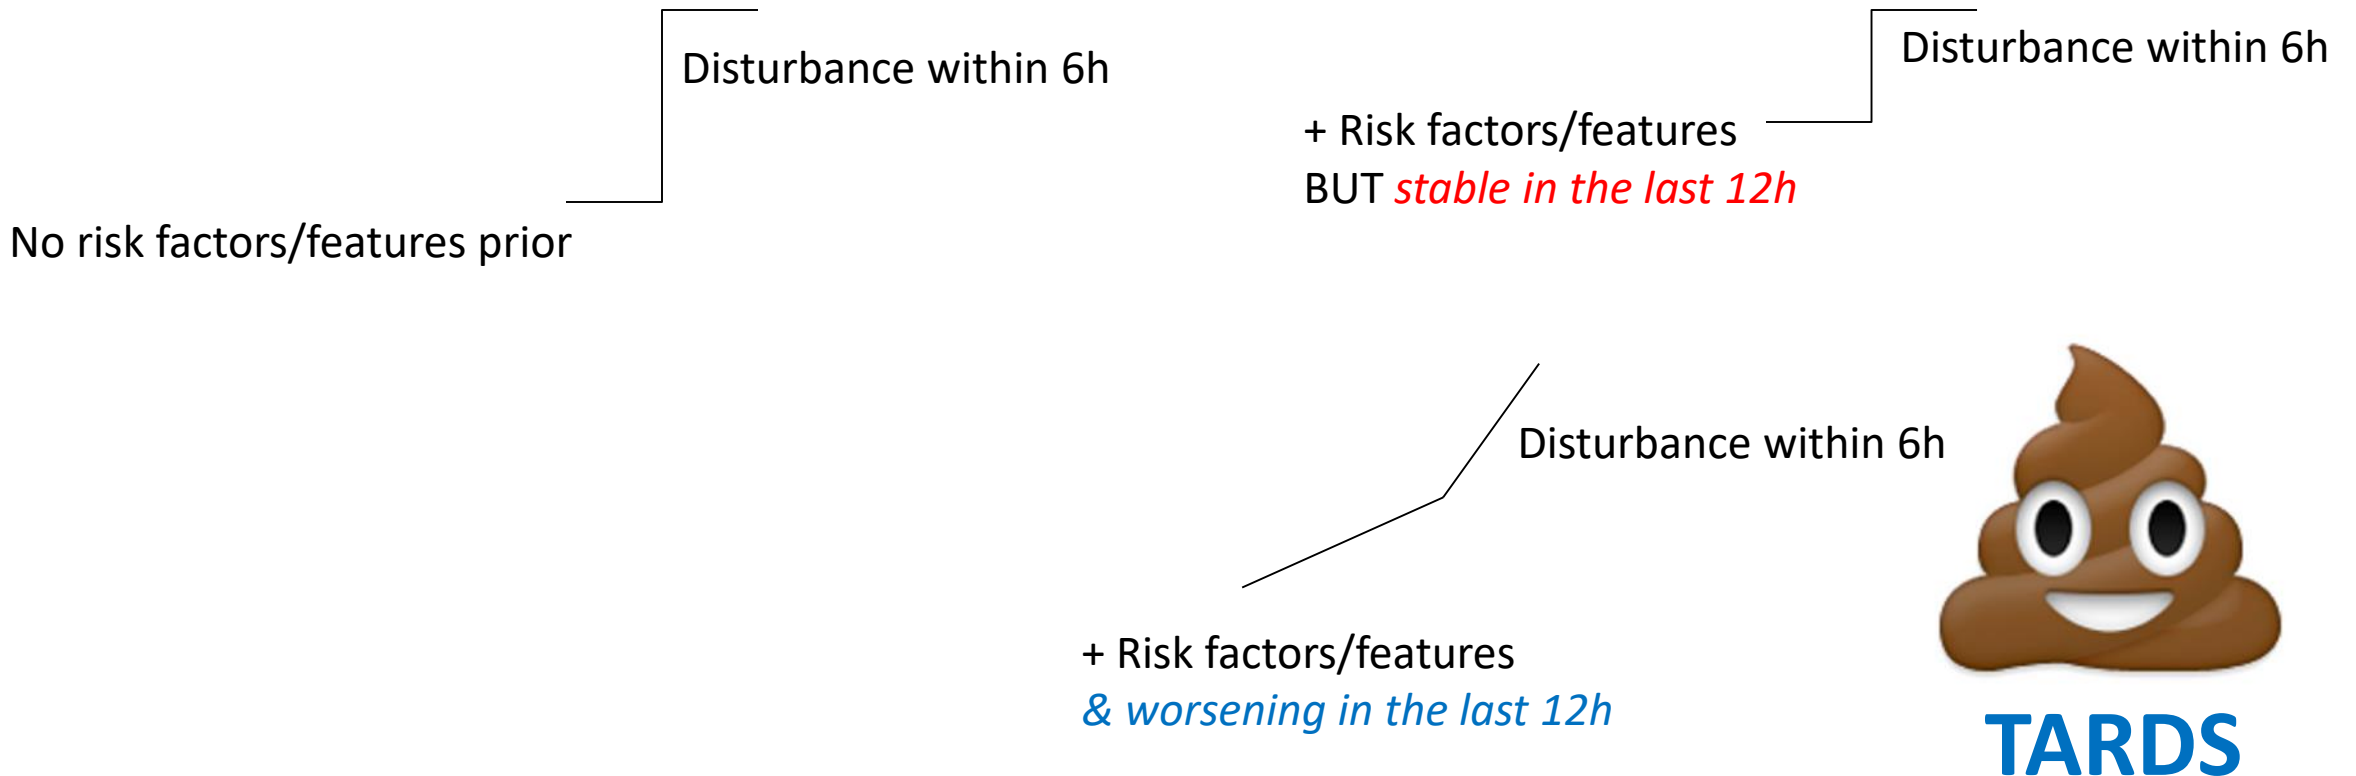 Disturbance within 6h
No risk factors/features prior
Disturbance within 6h
+ Risk factors/features
BUT stable in the last 12h
Disturbance within 6h
+ Risk factors/features
& worsening in the last 12h
TARDS